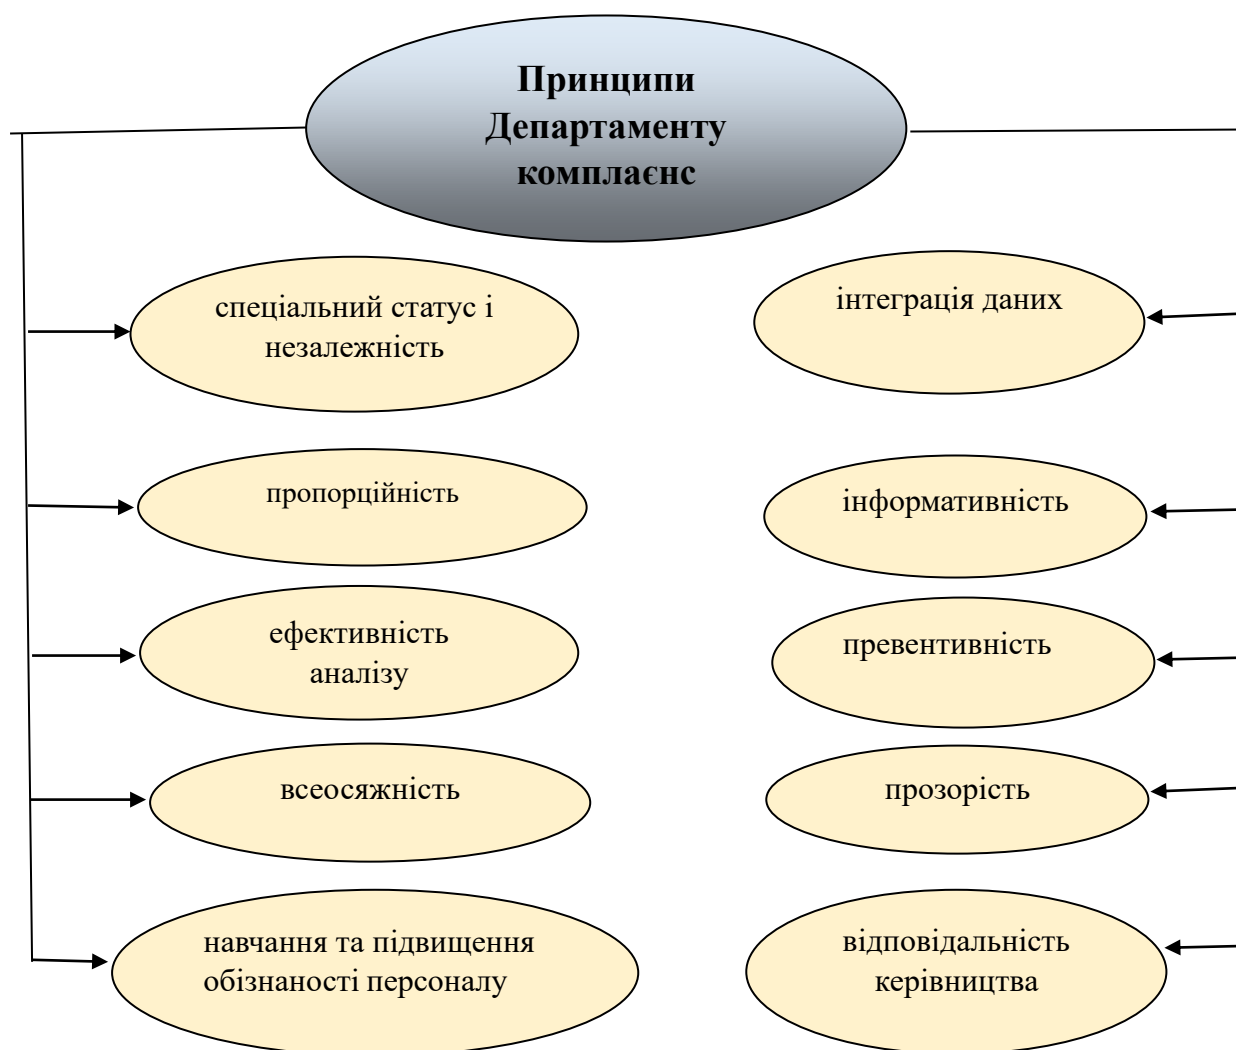 Принципи
Департаменту
комплаєнс
спеціальний статус і
незалежність
пропорційність
ефективність
аналізу
всеосяжність
навчання та підвищення
обізнаності персоналу
інтеграція даних
інформативність
превентивність
прозорість
відповідальність
керівництва